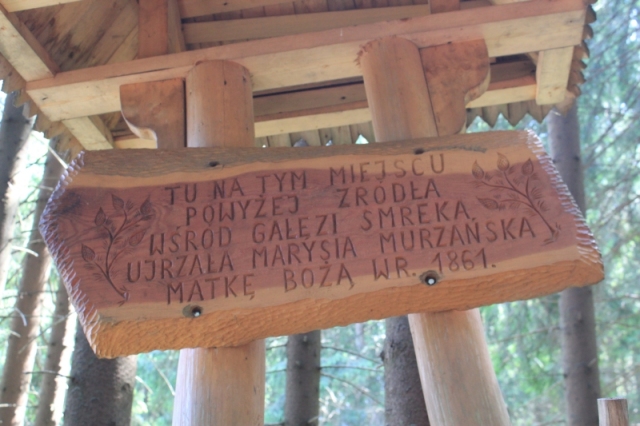 TU NA TYM MIEJSCU
POWYŻEJ ŹRÓDŁA
WŚRÓD GAŁĘZI SMREKA,
UJRZAŁA MARYSIA MURZAŃSKA
MATKĘ BOŻĄ W R. 1861.